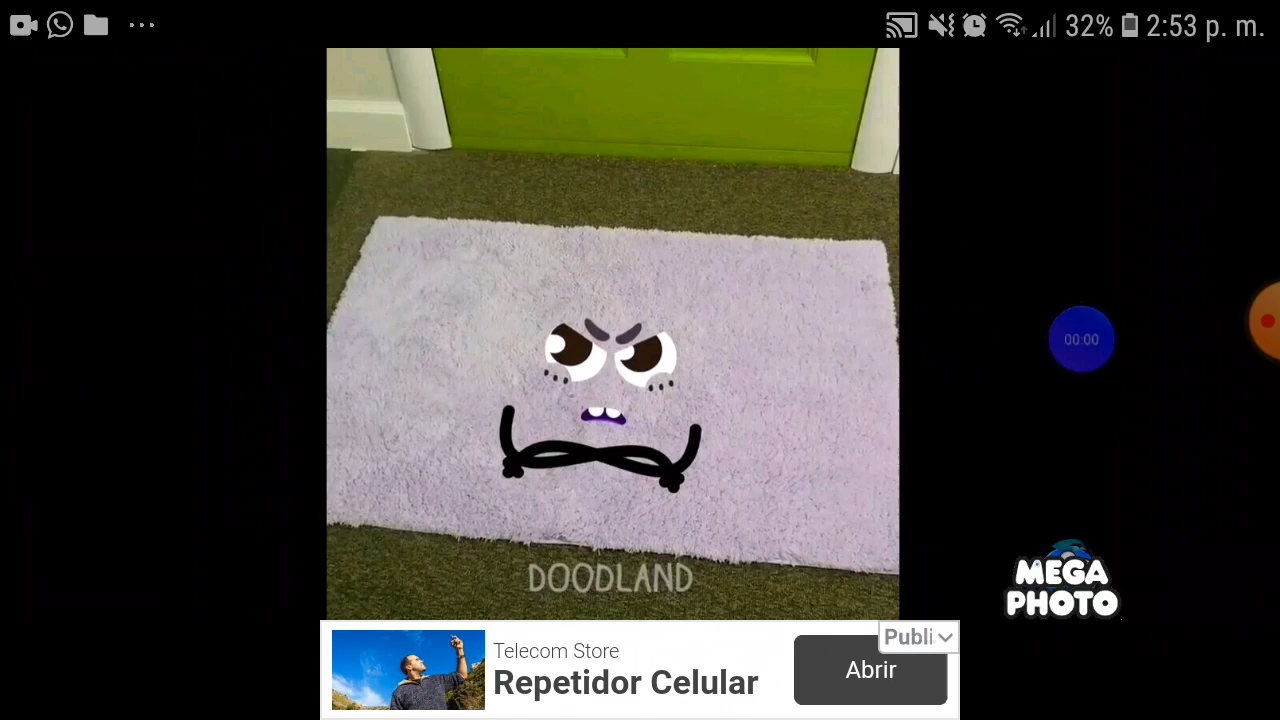 32% 2:53 p. m.
00:00
DOODLAND
MEGA
PHOTO
Publi
Telecom Store
Repetidor Celular
Abrir